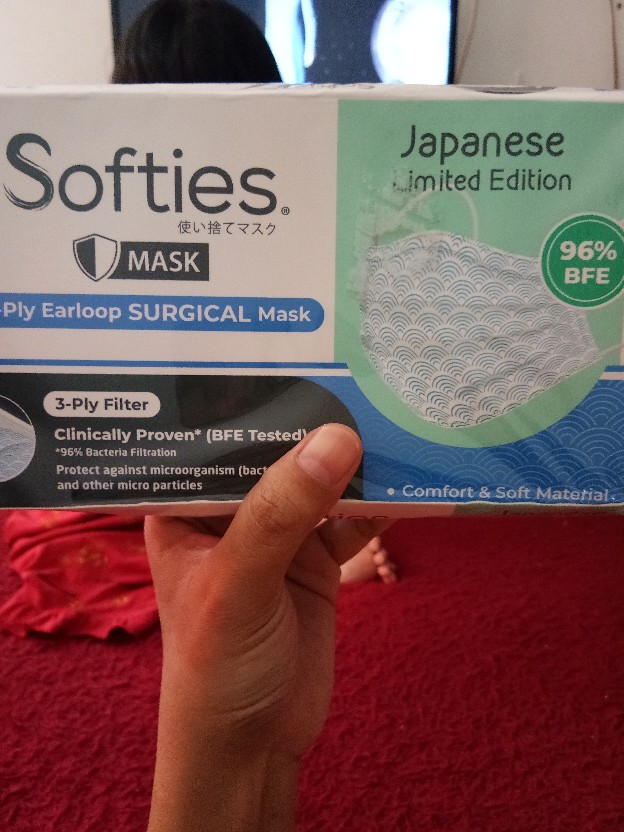 Softies®
使い捨てマスク
MASK
-Ply Earloop SURGICAL Mask
3-Ply Filter
Clinically Proven* (BFE Tested)
*96% Bacteria Filtration
Protect against microorganism (bact
and other micro particles
Japanese
Limited Edition
96%
BFE
• Comfort & Soft Material.